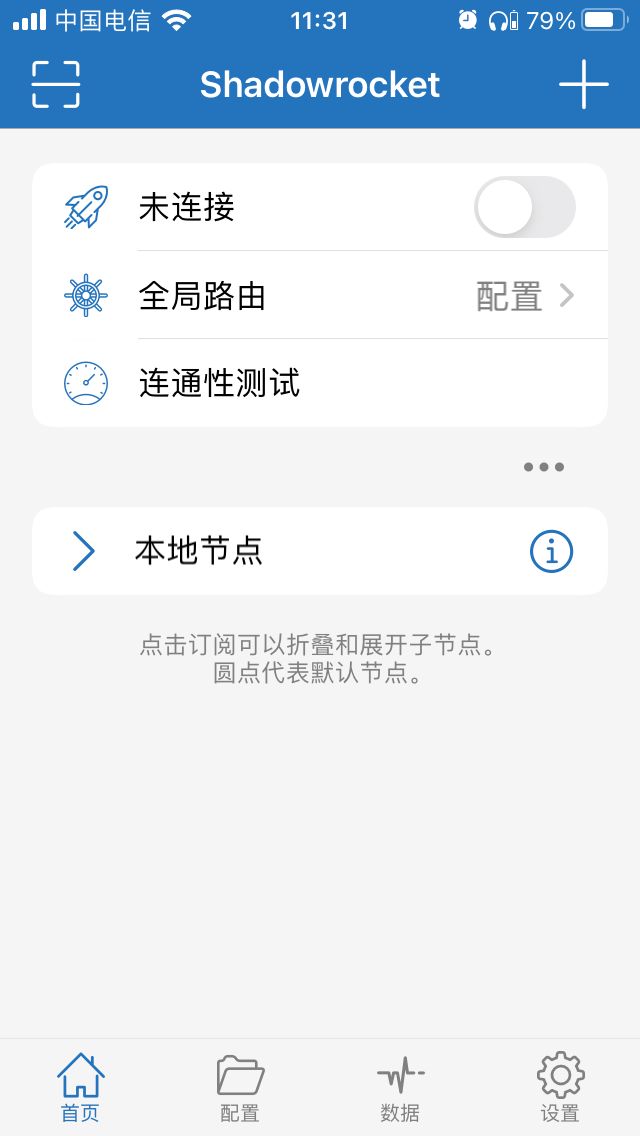 中国电信 11:31 79%
Shadowrocket
未连接
全局路由 配置
连通性测试
本地节点
点击订阅可以折叠和展开子节点。
圆点代表默认节点。
首页 配置 数据 设置